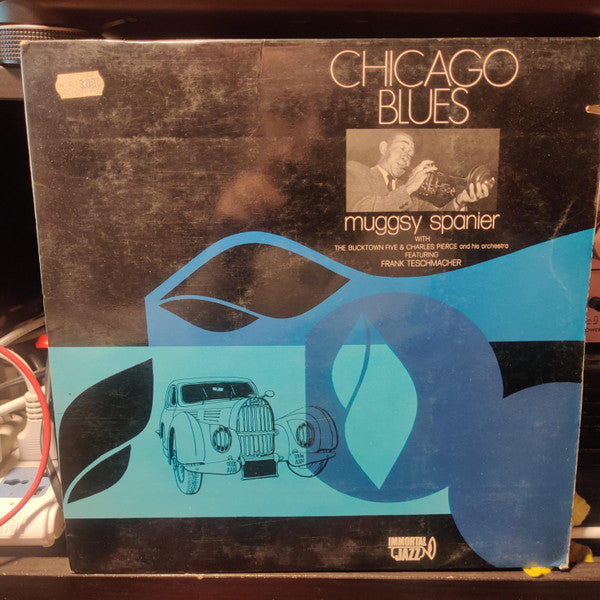 CHICAGO
BLUES
muggsy spanier
WITH
THE BUCKTOWN FIVE & CHARLES PIERCE and his orchestra
FEATURING
FRANK TESCHMACHER
IMMORTAL
JAZZ